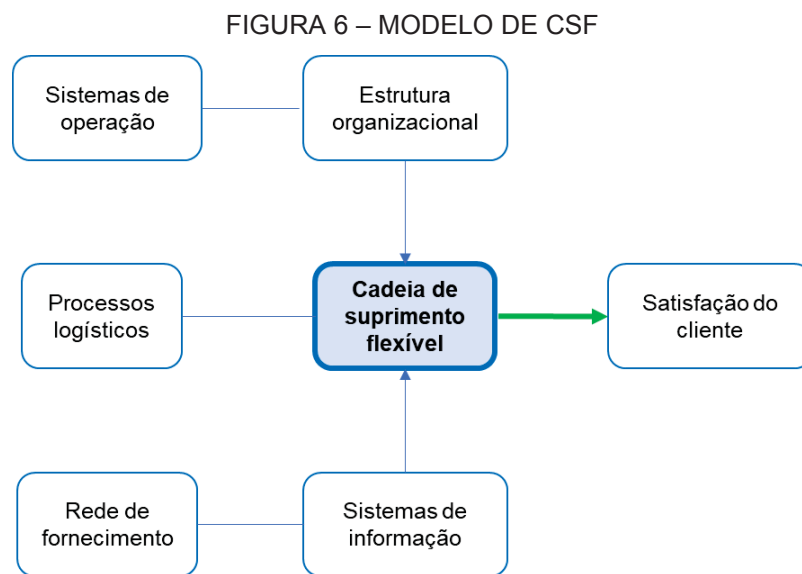 FIGURA 6 – MODELO DE CSF
Sistemas de
operação
Estrutura
organizacional
Processos
logísticos
Cadeia de
suprimento
flexível
Satisfação do
cliente
Rede de
fornecimento
Sistemas de
informação